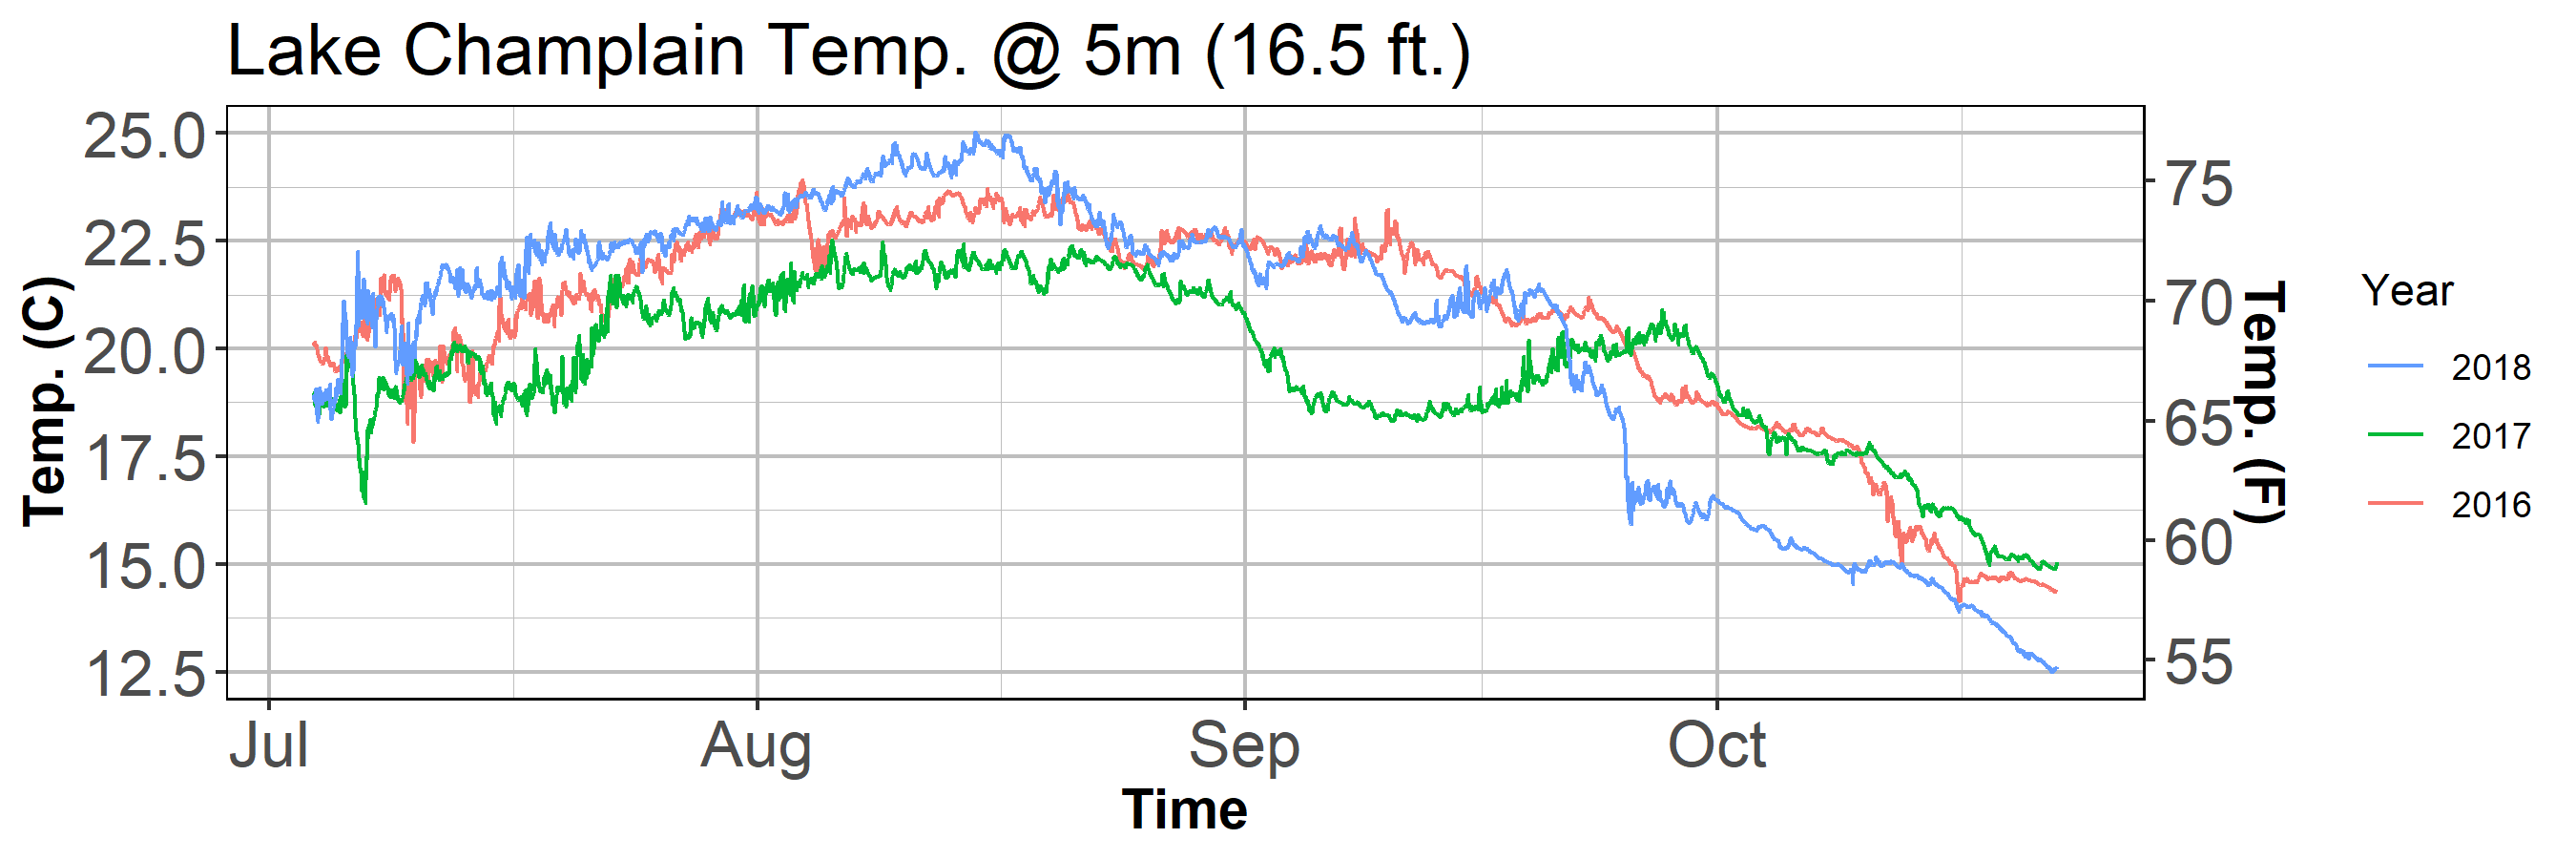 Lake Champlain Temp. @ 5m (16.5 ft.)
Temp. (C)
25.0
22.5
20.0
17.5
15.0
12.5
75
70
65
60
55
Temp. (F)
Jul Aug Sep Oct
Time
Year
2018
2017
2016